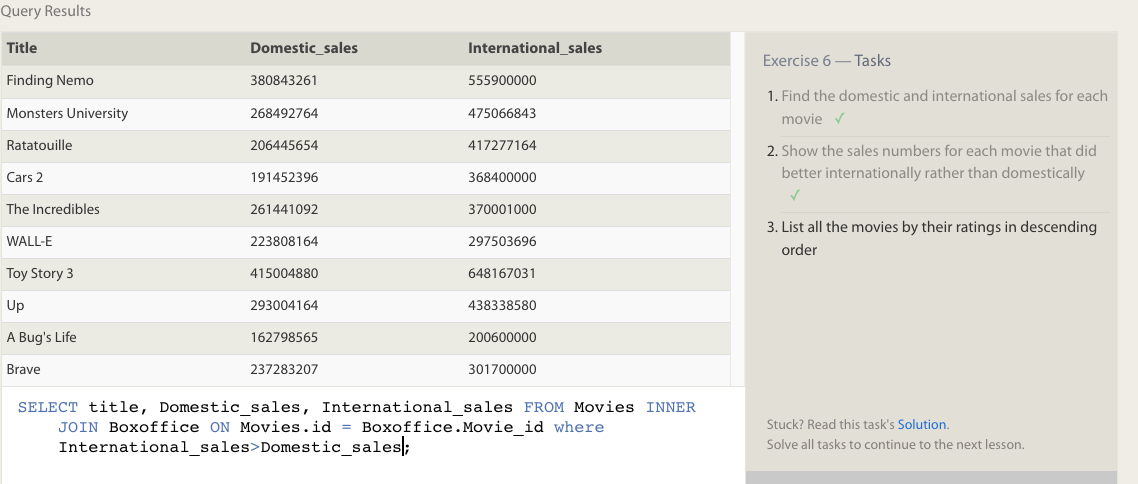 Query Results
Title Domestic_sales International_sales
Finding Nemo 380843261 555900000
Monsters University 268492764 475066843
Ratatouille 206445654 417277164
Cars 2 191452396 368400000
The Incredibles 261441092 370001000
WALL-E 223808164 297503696
Toy Story 3 415004880 648167031
Up 293004164 438338580
A Bug's Life 162798565 200600000
Brave 237283207 301700000
SELECT title, Domestic_sales, International_sales FROM Movies INNER
JOIN Boxoffice ON Movies.id = Boxoffice.Movie_id where
International_sales>Domestic_sales;
Exercise 6 — Tasks
1. Find the domestic and international sales for each
movie ✓
2. Show the sales numbers for each movie that did
better internationally rather than domestically
✓
3. List all the movies by their ratings in descending
order
Stuck? Read this task's Solution.
Solve all tasks to continue to the next lesson.